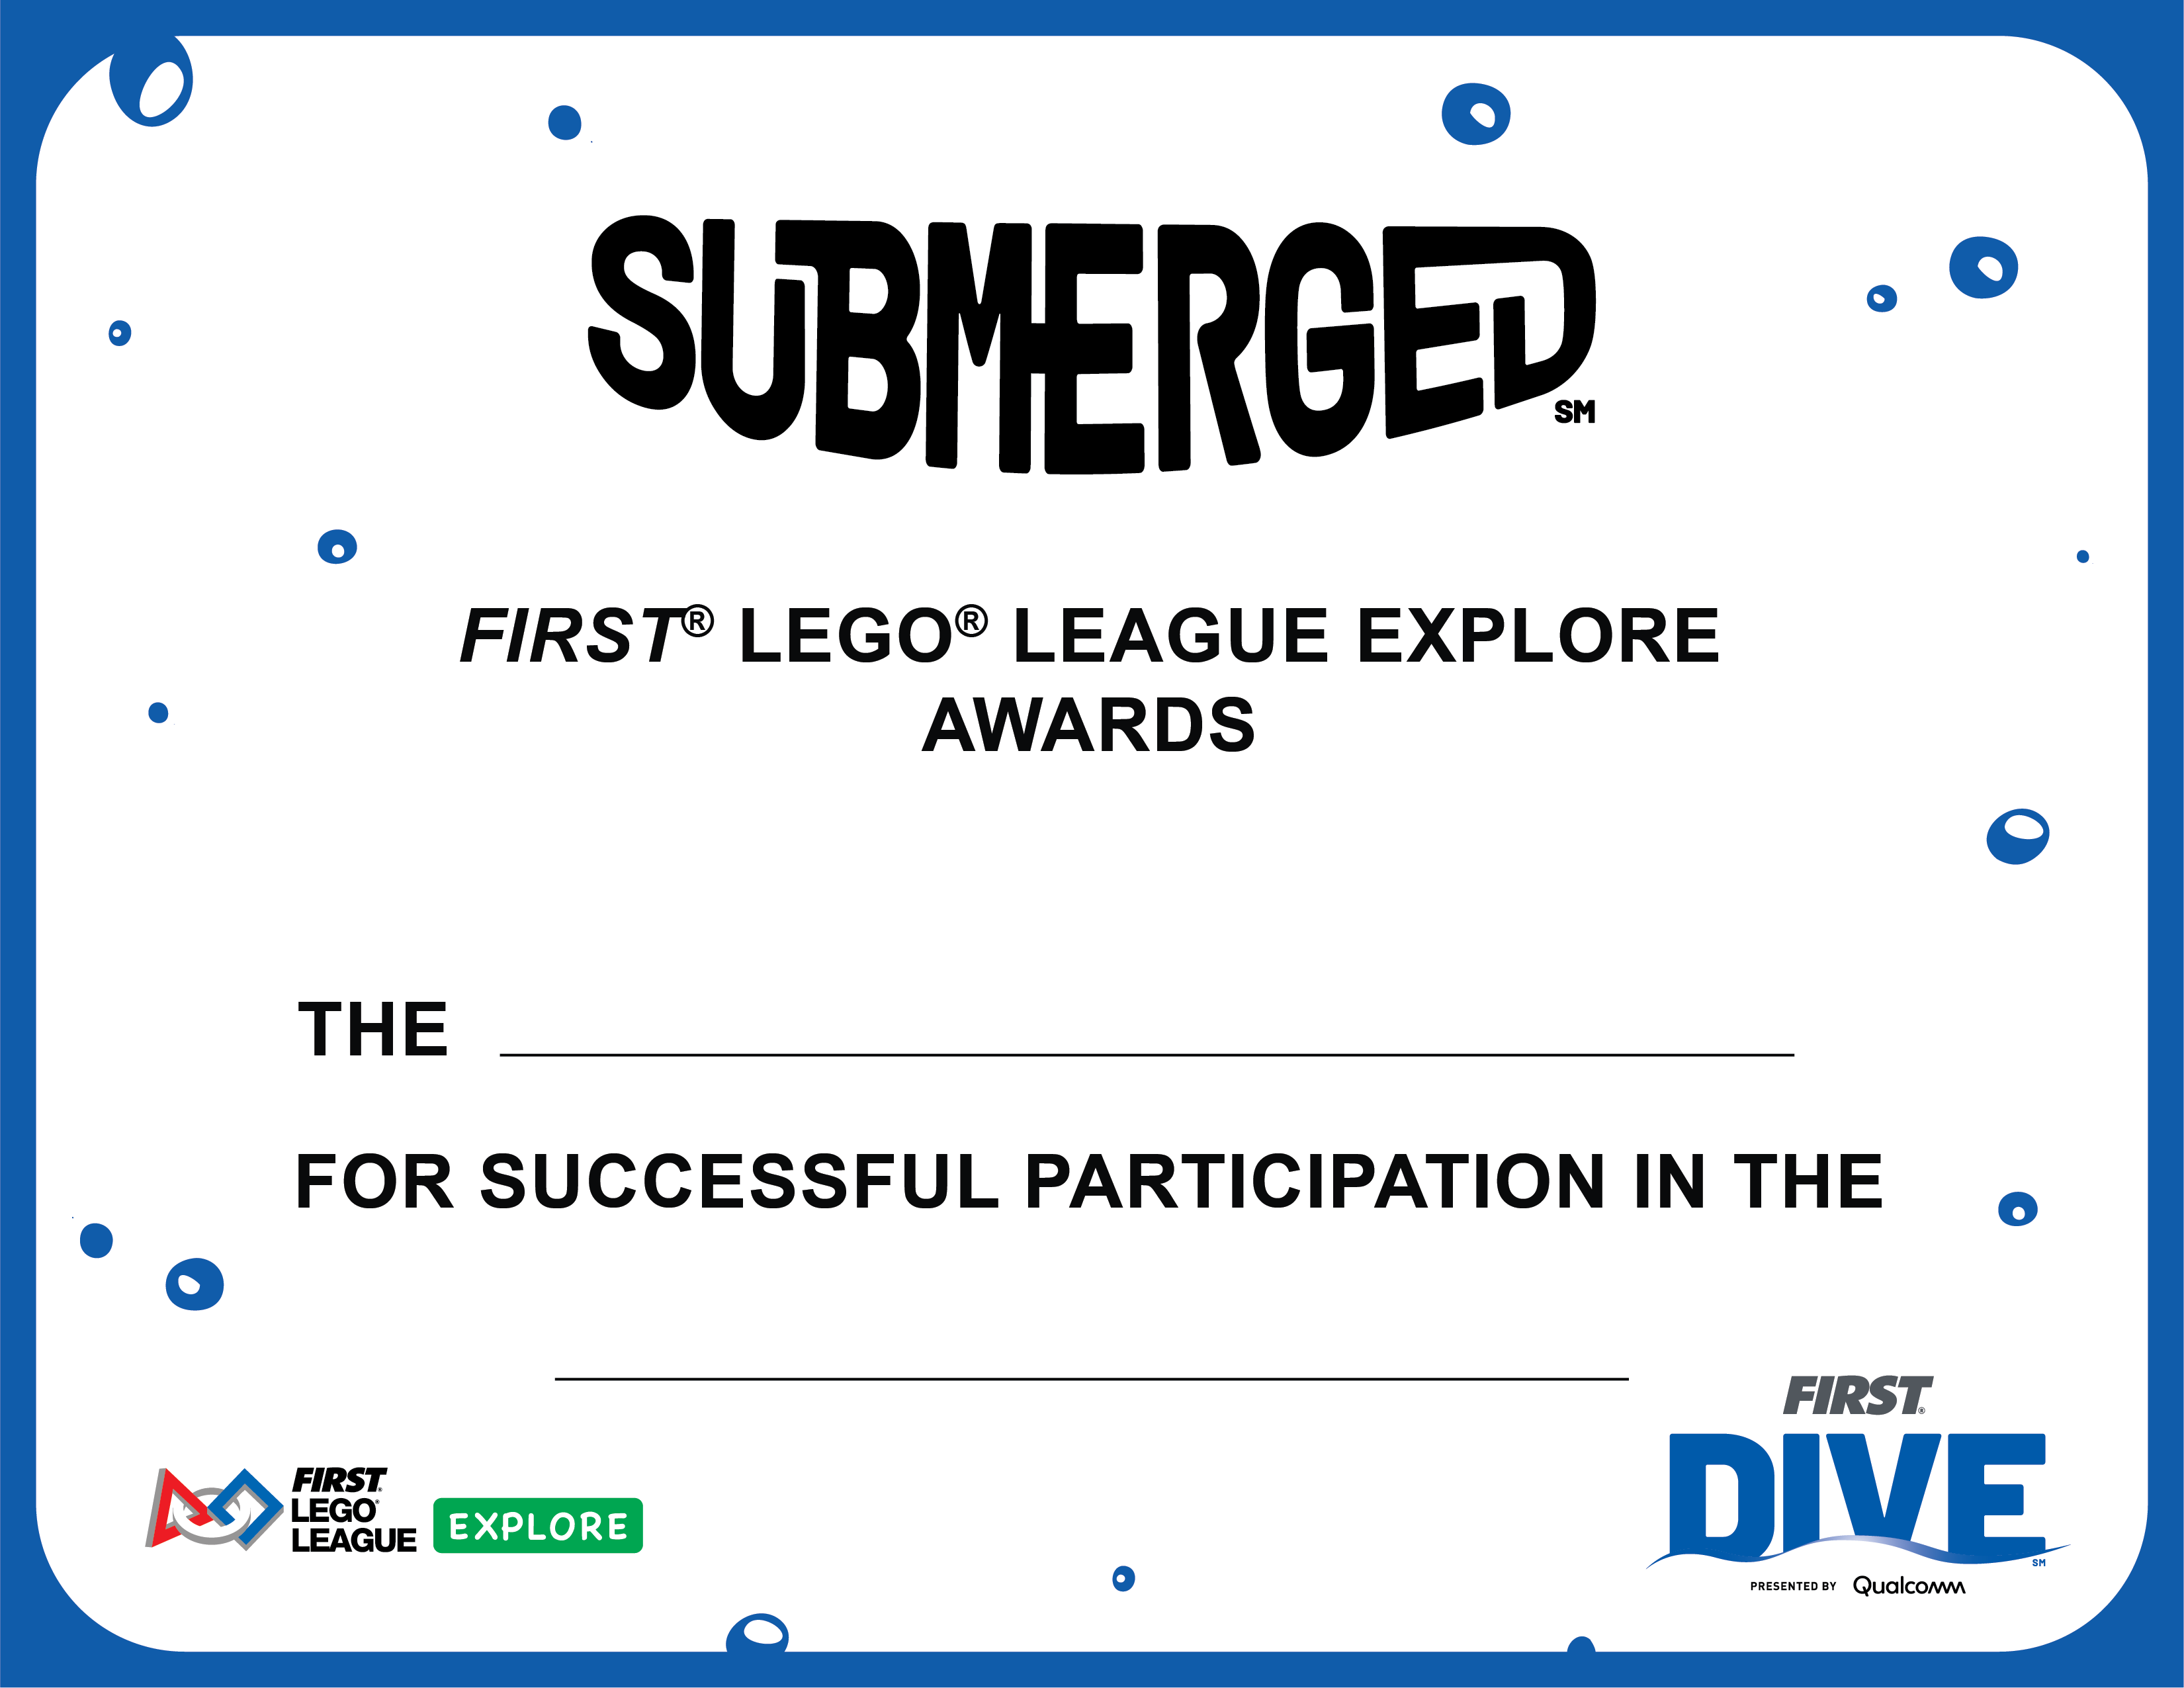 SUBMERGED SM
FIRST® LEGO® LEAGUE EXPLORE
AWARDS
THE
FOR SUCCESSFUL PARTICIPATION IN THE
FIRST®
LEGO®
LEAGUE
EXPLORE
FIRST®
DIVE SM
PRESENTED BY Qualcomm